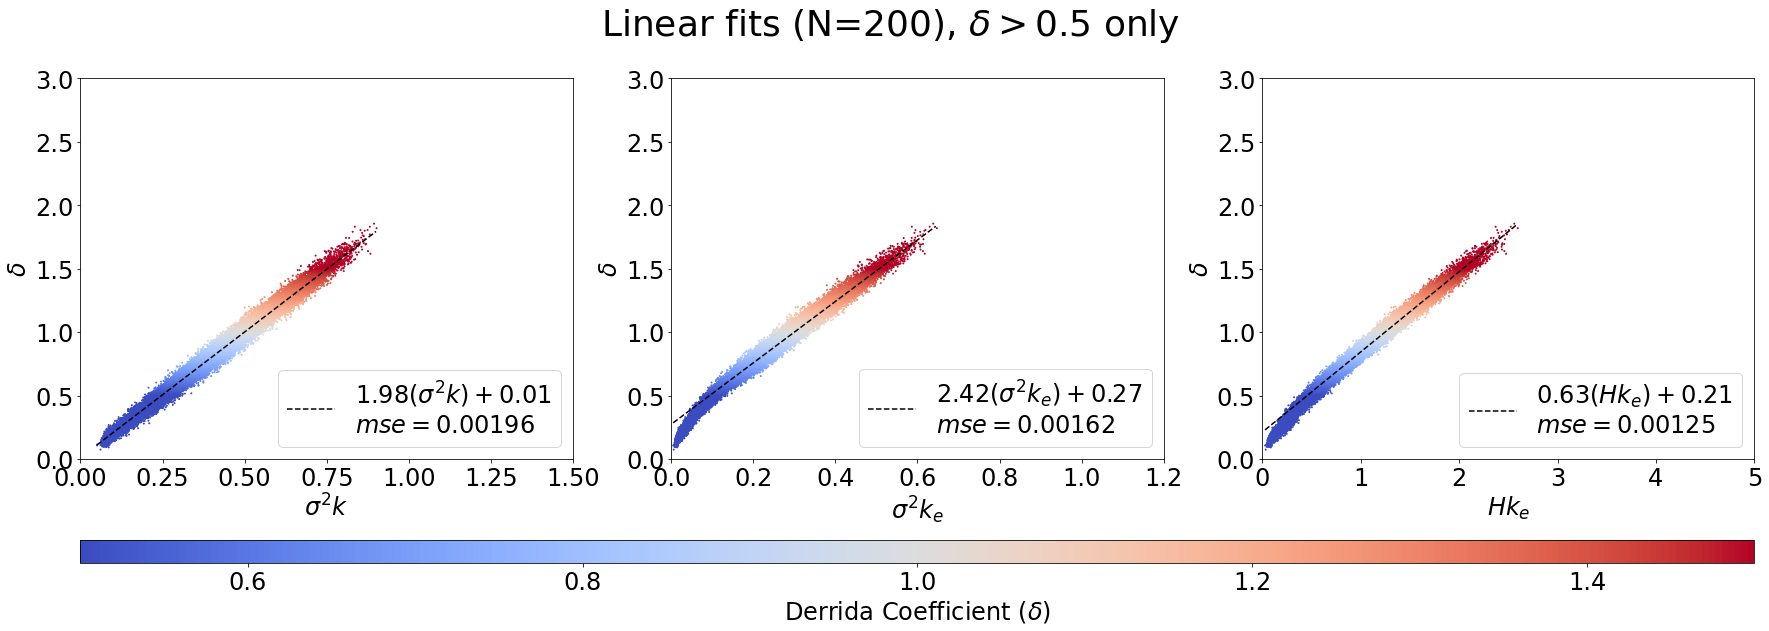 Linear fits (N=200), δ > 0.5 only
3.0
2.5
2.0
1.5
1.0
0.5
0.0
δ
1.98(σ²k) + 0.01
mse = 0.00196
0.00 0.25 0.50 0.75 1.00 1.25 1.50
σ²k
3.0
2.5
2.0
1.5
1.0
0.5
0.0
δ
2.42(σ²kₑ) + 0.27
mse = 0.00162
0.0 0.2 0.4 0.6 0.8 1.0 1.2
σ²kₑ
3.0
2.5
2.0
1.5
1.0
0.5
0.0
δ
0.63(Hkₑ) + 0.21
mse = 0.00125
0 1 2 3 4 5
Hkₑ
0.6 0.8 1.0 1.2 1.4
Derrida Coefficient (δ)